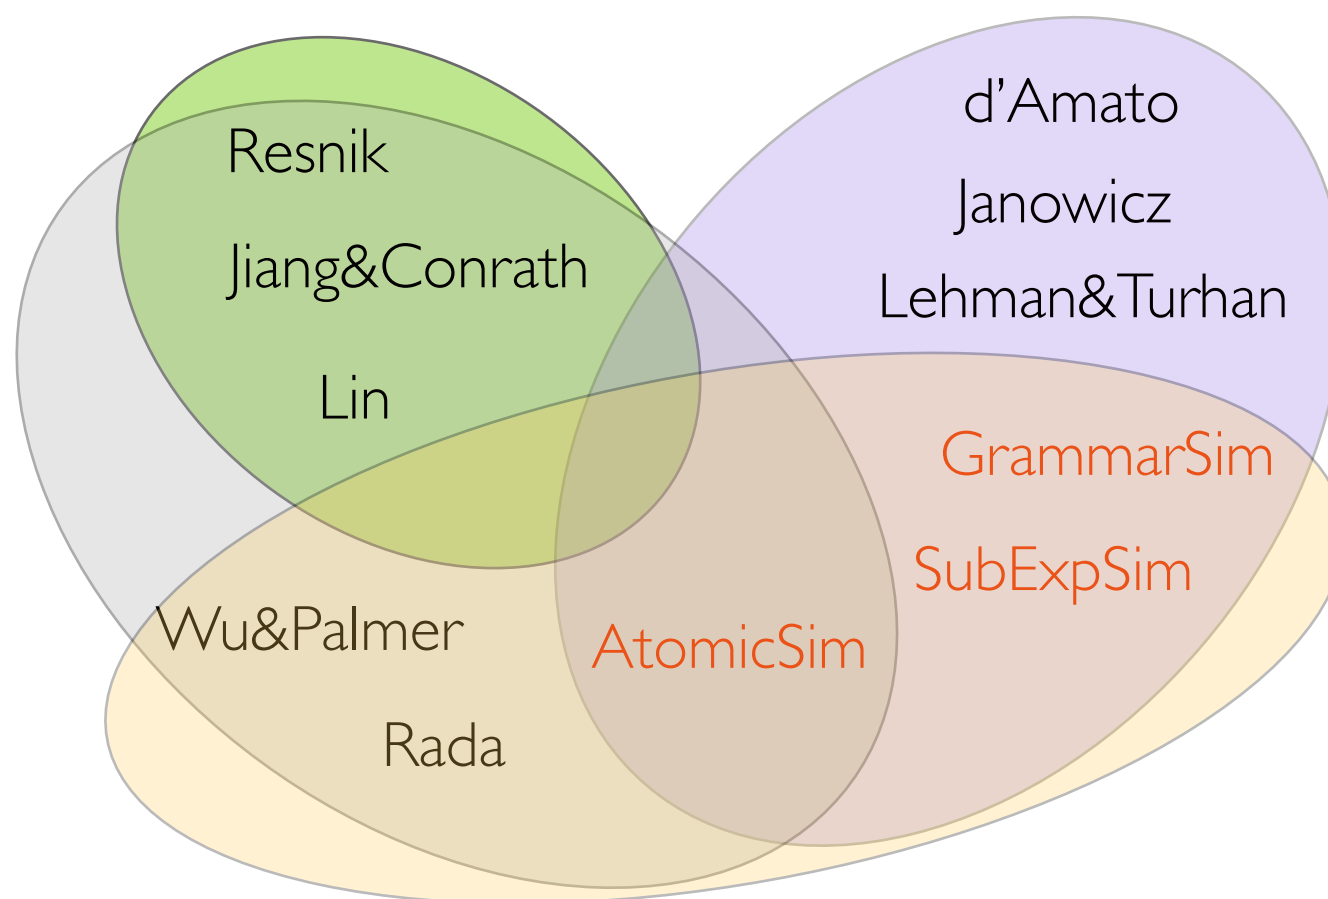 Resnik
Jiang&Conrath
Lin
d’Amato
Janowicz
Lehman&Turhan
GrammarSim
SubExpSim
AtomicSim
Wu&Palmer
Rada